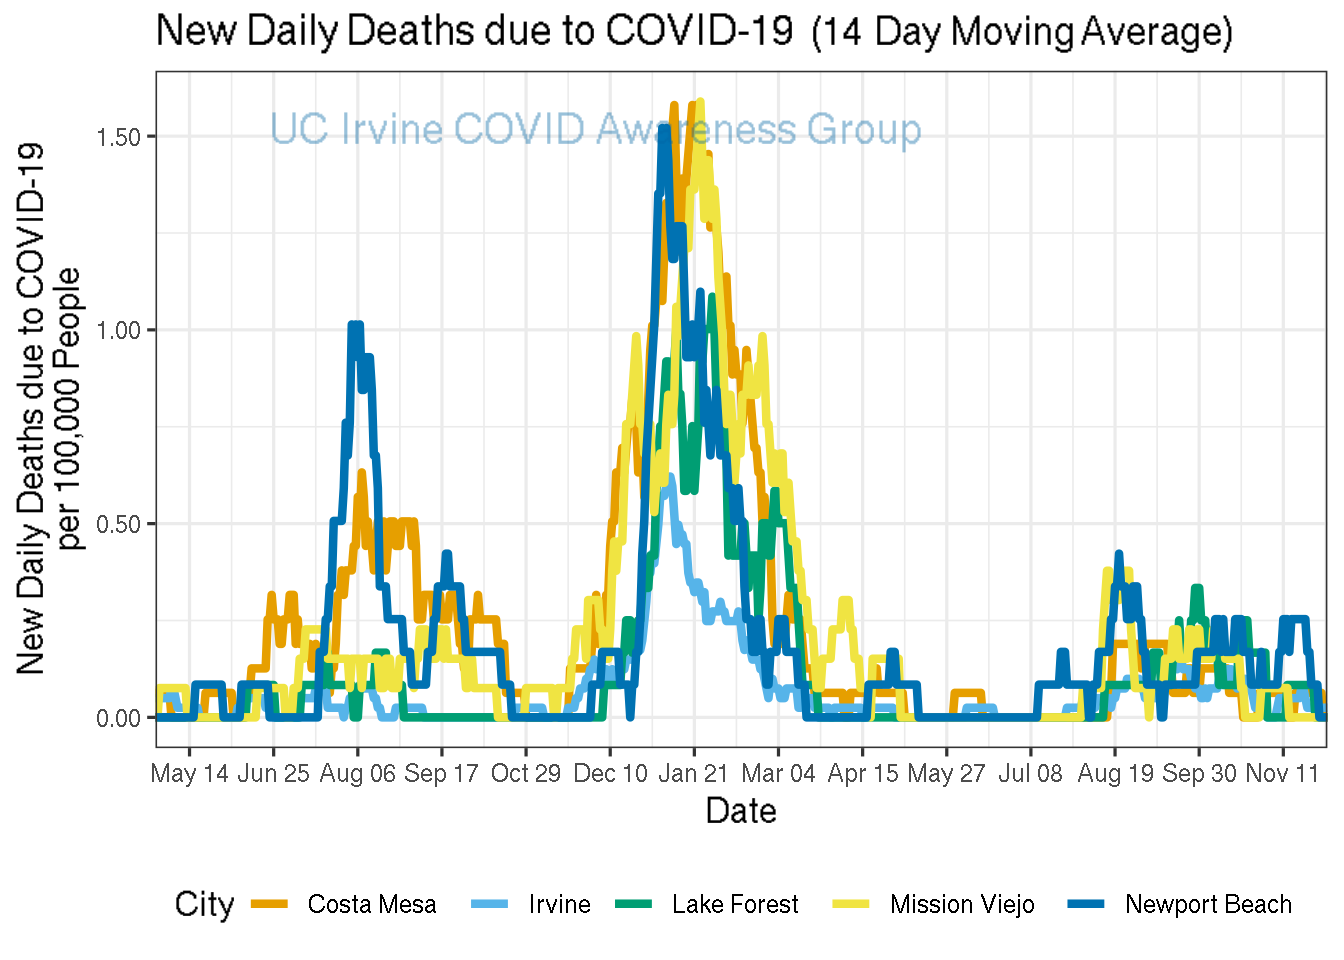 New Daily Deaths due to COVID-19 (14 Day Moving Average)
UC Irvine COVID Awareness Group
New Daily Deaths due to COVID-19
per 100,000 People
1.50
1.00
0.50
0.00
May 14 Jun 25 Aug 06 Sep 17 Oct 29 Dec 10 Jan 21 Mar 04 Apr 15 May 27 Jul 08 Aug 19 Sep 30 Nov 11
Date
City Costa Mesa Irvine Lake Forest Mission Viejo Newport Beach